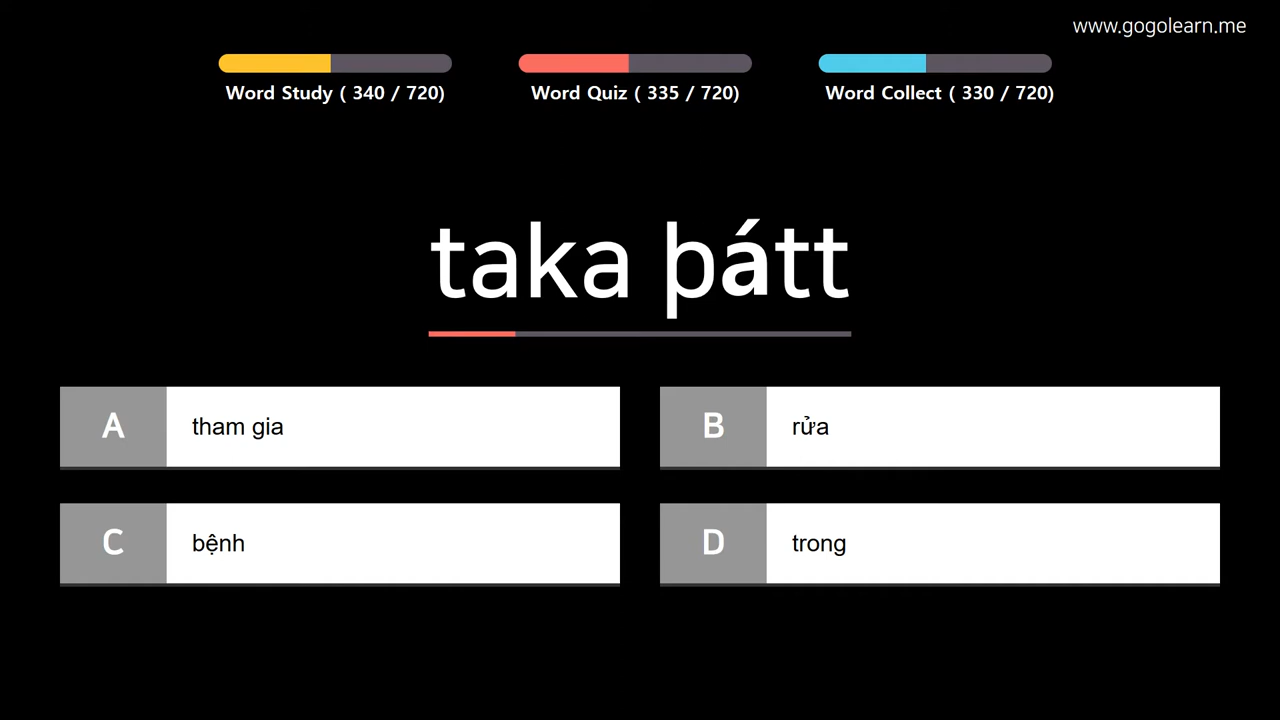 www.gogolearn.me
Word Study ( 340 / 720)
Word Quiz ( 335 / 720)
Word Collect ( 330 / 720)
taka þátt
A tham gia
B rửa
C bệnh
D trong